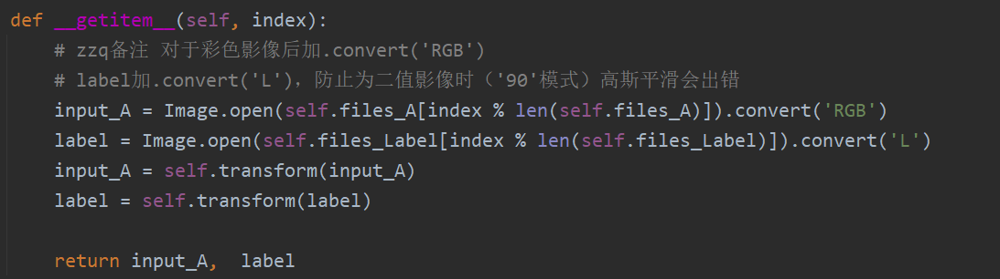 def __getitem__(self, index):
    # zzq备注 对于彩色影像后加.convert('RGB')
    # label加.convert('L')，防止为二值影像时（'90'模式）高斯平滑会出错
    input_A = Image.open(self.files_A[index % len(self.files_A)]).convert('RGB')
    label = Image.open(self.files_Label[index % len(self.files_Label)]).convert('L')
    input_A = self.transform(input_A)
    label = self.transform(label)
    return input_A,  label